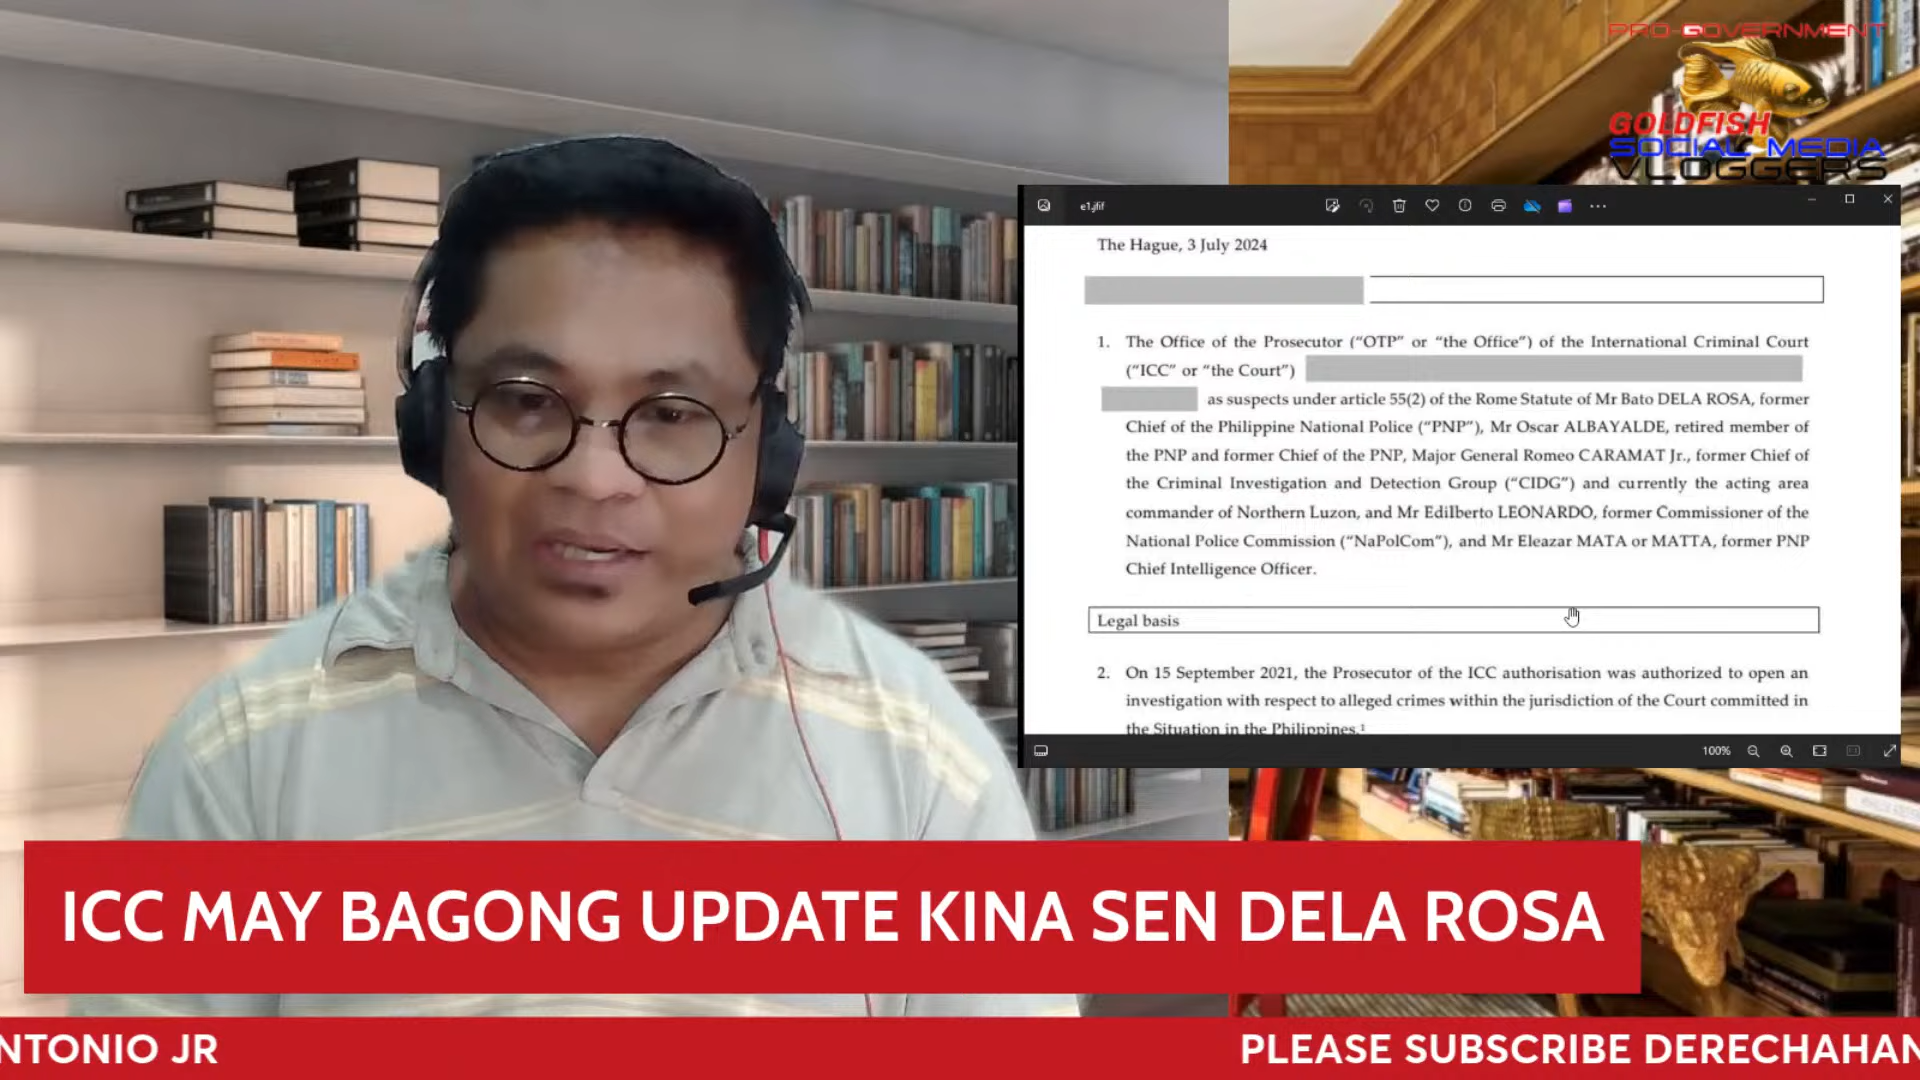 PRO-GOVERNMENT
GOLDFISH
SOCIAL MEDIA
VLOGGERS
e1.jfif
The Hague, 3 July 2024
1. The Office of the Prosecutor (“OTP” or “the Office”) of the International Criminal Court
(“ICC” or “the Court”)
as suspects under article 55(2) of the Rome Statute of Mr Bato DELA ROSA, former
Chief of the Philippine National Police (“PNP”), Mr Oscar ALBAYALDE, retired member of
the PNP and former Chief of the PNP, Major General Romeo CARAMAT Jr., former Chief of
the Criminal Investigation and Detection Group (“CIDG”) and currently the acting area
commander of Northern Luzon, and Mr Edilberto LEONARDO, former Commissioner of the
National Police Commission (“NaPolCom”), and Mr Eleazar MATA or MATTA, former PNP
Chief Intelligence Officer.
Legal basis
2. On 15 September 2021, the Prosecutor of the ICC authorisation was authorized to open an
investigation with respect to alleged crimes within the jurisdiction of the Court committed in
the Situation in the Philippines.¹
100%
ICC MAY BAGONG UPDATE KINA SEN DELA ROSA
NTONIO JR PLEASE SUBSCRIBE DERECHAHAN